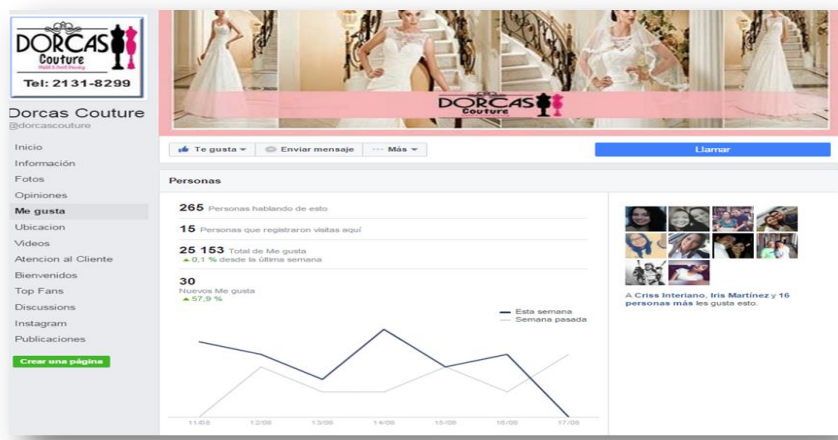 DORCAS
Couture
Tel: 2131-8299
Dorcas Couture
@dorcascouture
Inicio
Información
Fotos
Opiniones
Me gusta
Ubicacion
Videos
Atencion al Cliente
Bienvenidos
Top Fans
Discussions
Instagram
Publicaciones
Crear una página
DORCAS
Couture
Te gusta
Enviar mensaje
Más
Llamar
Personas
265 Personas hablando de esto
15 Personas que registraron visitas aquí
25 153 Total de Me gusta
0,1 % desde la última semana
30
Nuevos Me gusta
57,9 %
Esta semana
Semana pasada
11/08
12/08
13/08
14/08
15/08
16/08
17/08
A Criss Interiano, Iris Martínez y 16
personas más les gusta esto.